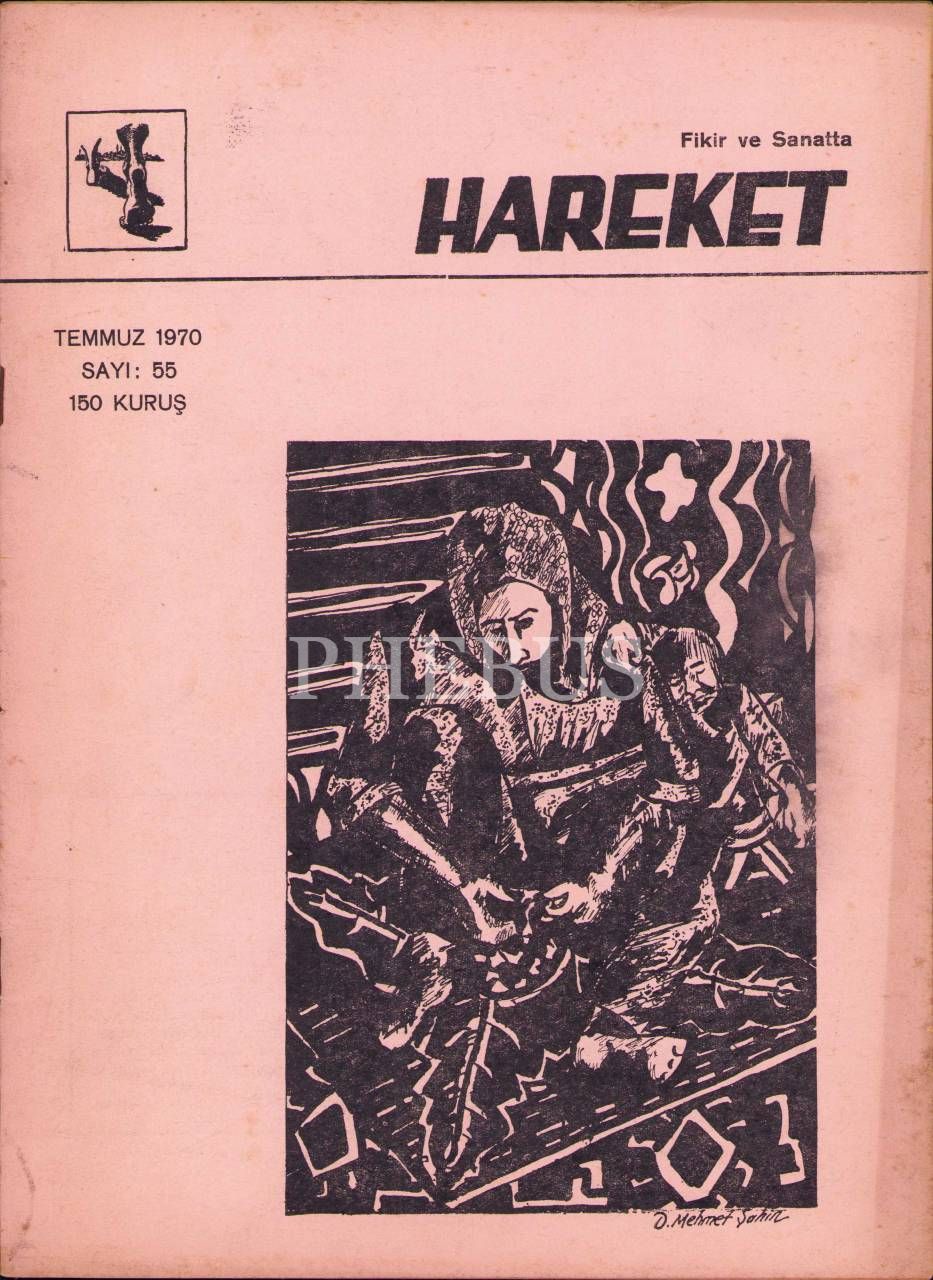 Fikir ve Sanatta
HAREKET
TEMMUZ 1970
SAYI: 55
150 KURUŞ
PHEBUS
D. Mehmet Şahin